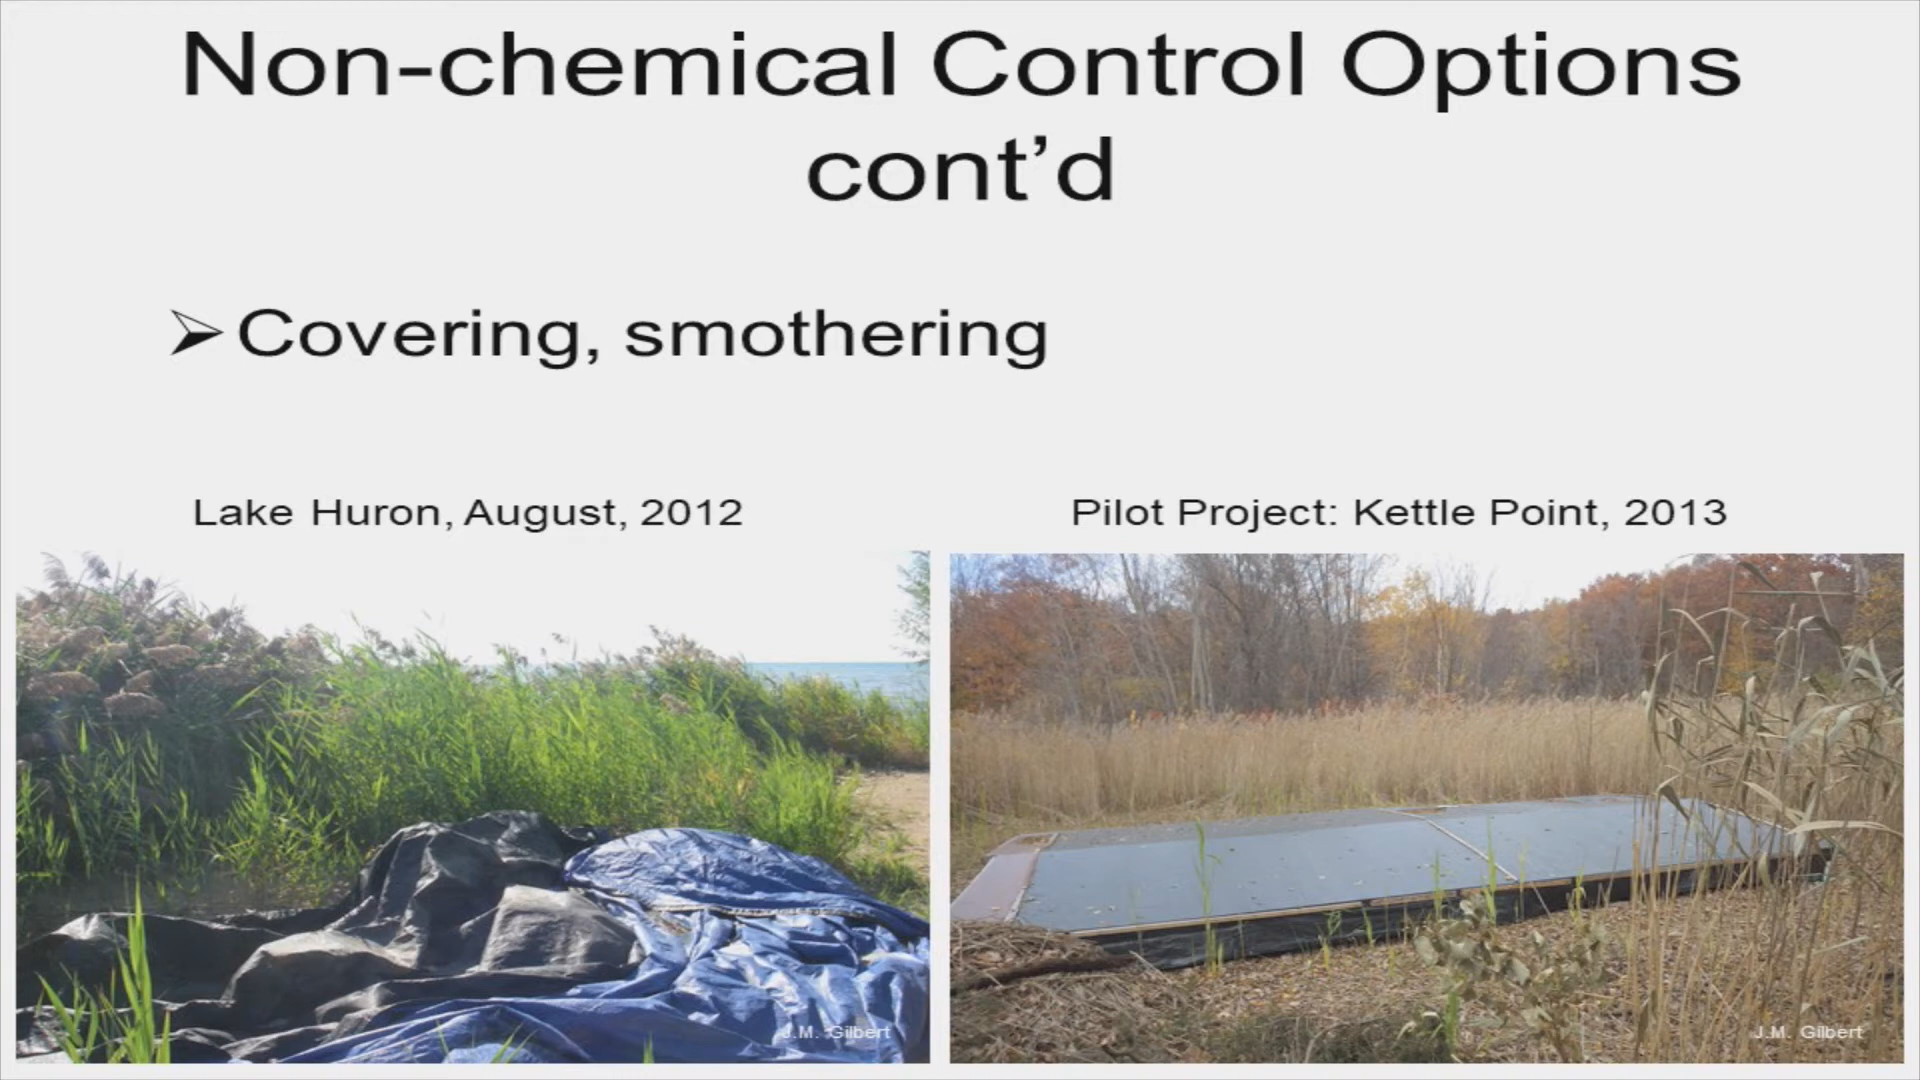 Non-chemical Control Options
cont’d
➢Covering, smothering
Lake Huron, August, 2012
Pilot Project: Kettle Point, 2013
J.M. Gilbert
J.M. Gilbert